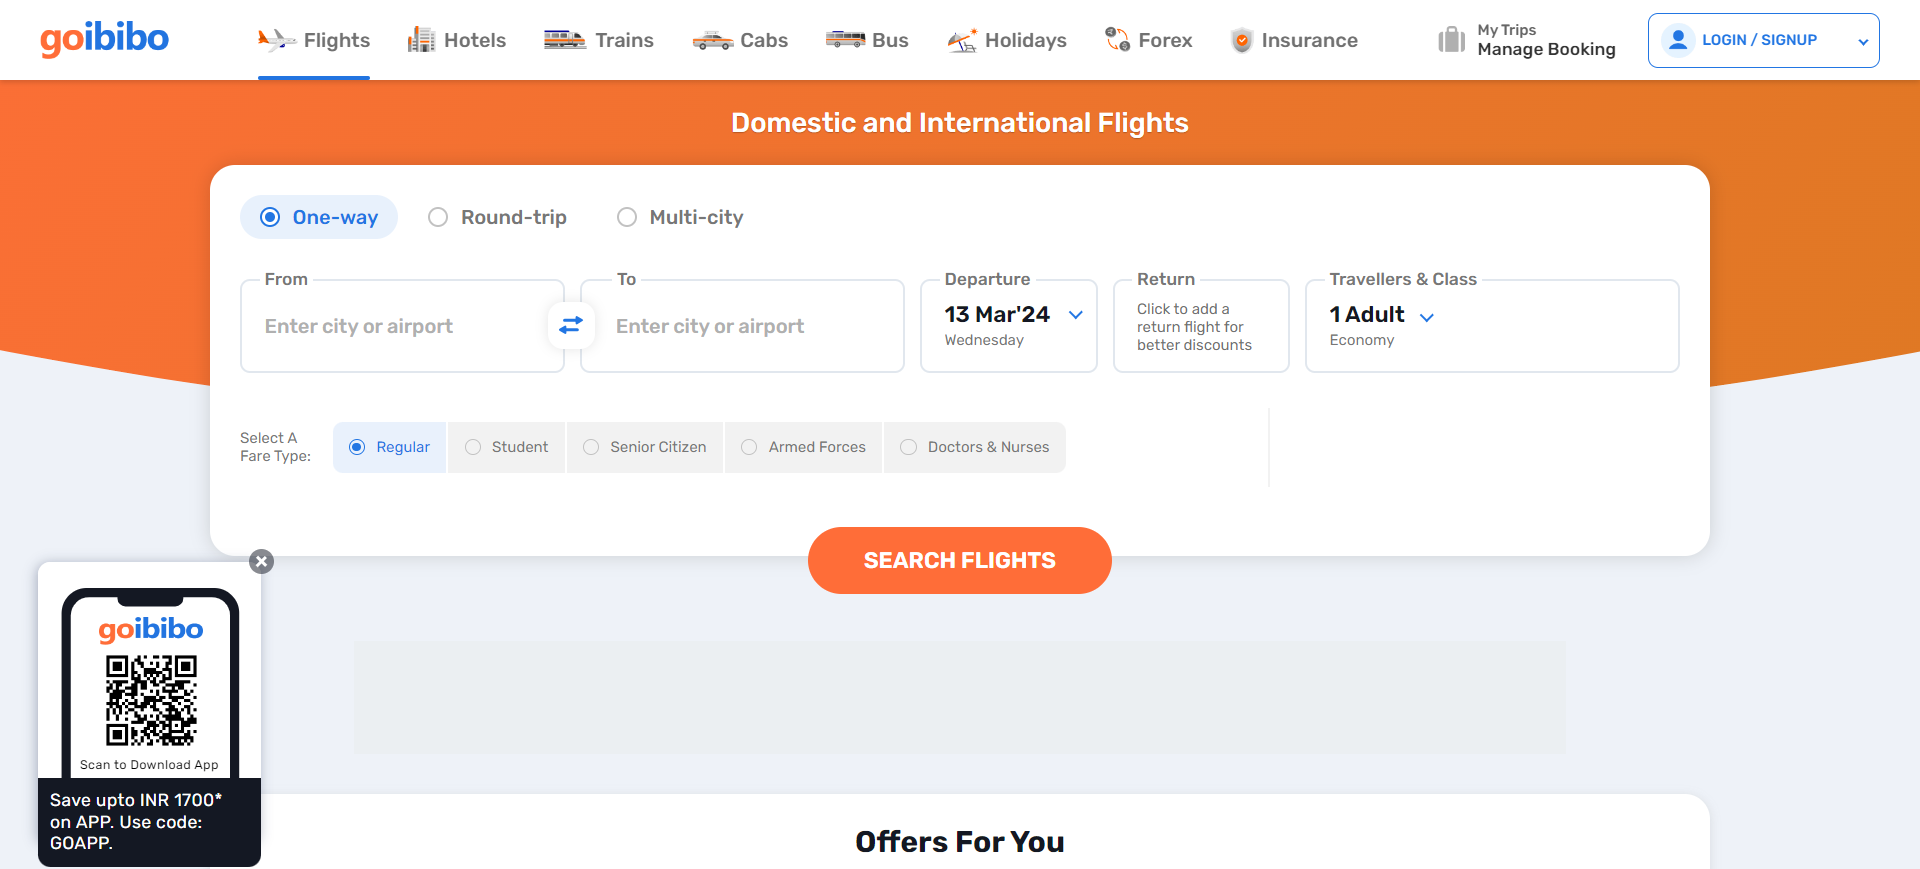 goibibo
Flights
Hotels
Trains
Cabs
Bus
Holidays
Forex
Insurance
My Trips
Manage Booking
LOGIN / SIGNUP
Domestic and International Flights
One-way
Round-trip
Multi-city
From
Enter city or airport
To
Enter city or airport
Departure
13 Mar'24
Wednesday
Return
Click to add a
return flight for
better discounts
Travellers & Class
1 Adult
Economy
Select A
Fare Type:
Regular
Student
Senior Citizen
Armed Forces
Doctors & Nurses
SEARCH FLIGHTS
goibibo
Scan to Download App
Save upto INR 1700*
on APP. Use code:
GOAPP.
Offers For You